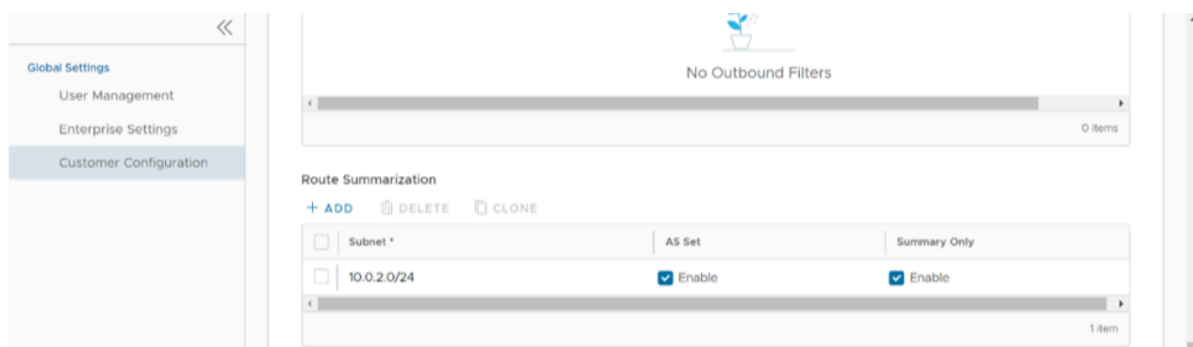 Global Settings
User Management
Enterprise Settings
Customer Configuration
No Outbound Filters
0 items
Route Summarization
+ ADD DELETE CLONE
Subnet * AS Set Summary Only
10.0.2.0/24 Enable Enable
1 item